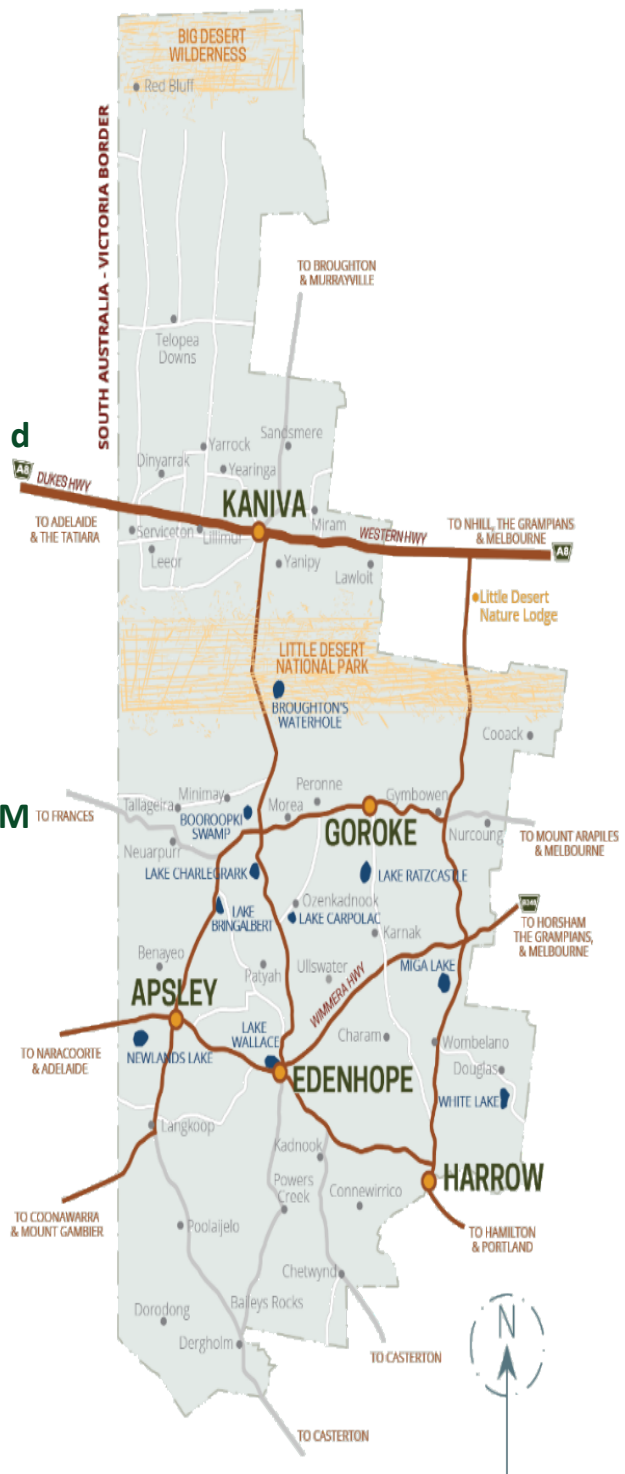 BIG DESERT
WILDERNESS
Red Bluff
SOUTH AUSTRALIA - VICTORIA BORDER
TO BROUGHTON
& MURRAYVILLE
Telopea
Downs
d
Sandsmere
Yarrock
Dinyarrak
Yearinga
A8
DUKES HWY
KANIVA
TO ADELAIDE
& THE TATIARA
Serviceton
Lillimur
Miram
WESTERN HWY
TO NHILL, THE GRAMPIANS
& MELBOURNE
A8
Leeor
Yanipy
Lawloit
Little Desert
Nature Lodge
LITTLE DESERT
NATIONAL PARK
BROUGHTON'S
WATERHOLE
Cooack
Minimay
Peronne
Tallageira
Morea
Gymbowen
M
TO FRANCES
BOOROOPKI
SWAMP
GOROKE
Nurcoung
TO MOUNT ARAPILES
& MELBOURNE
Neuarpurr
LAKE CHARLEGRARK
LAKE RATZCASTLE
Ozenkadnook
LAKE
BRINGALBERT
LAKE CARPOLAC
Karnak
TO HORSHAM
THE GRAMPIANS,
& MELBOURNE
Benayeo
Patyah
Ullswater
MIGA LAKE
WIMMERA HWY
APSLEY
LAKE
WALLACE
Charam
Wombelano
TO NARACOORTE
& ADELAIDE
NEWLANDS LAKE
Douglas
EDENHOPE
WHITE LAKE
Langkoop
Kadnook
HARROW
Powers
Creek
Connewirrico
TO COONAWARRA
& MOUNT GAMBIER
Poolaijelo
TO HAMILTON
& PORTLAND
Chetwynd
Dorodong
Baileys Rocks
Dergholm
TO CASTERTON
N
TO CASTERTON